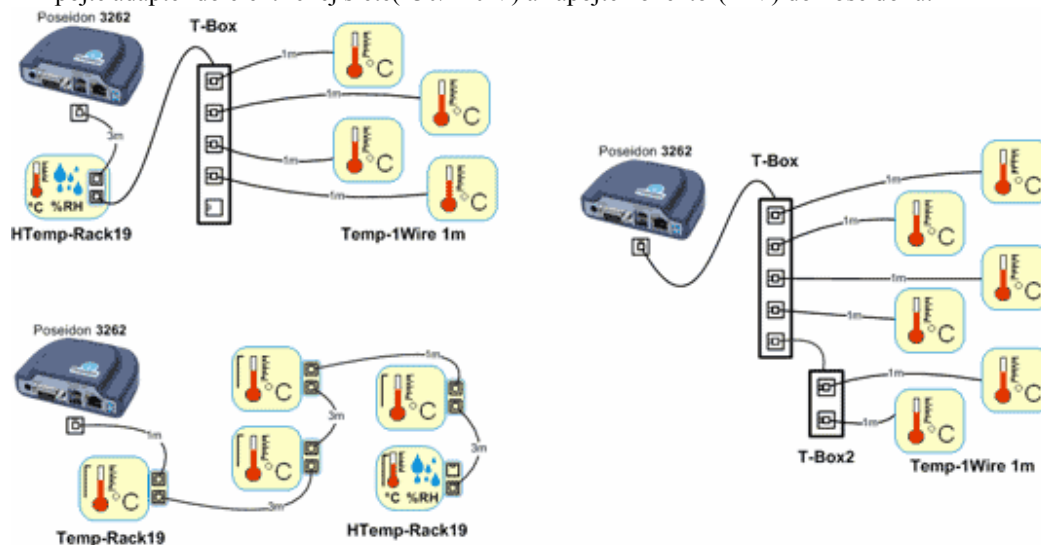 Poseidon 3262
T-Box
1m
1m
3m
1m
1m
°C %RH
HTemp-Rack19
°C
°C
°C
°C
Temp-1Wire 1m
Poseidon 3262
T-Box
1m
1m
1m
1m
1m
1m
°C
°C
°C
°C
°C
°C
T-Box2
Temp-1Wire 1m
Poseidon 3262
1m
3m
3m
1m
3m
°C
°C
°C
°C
°C %RH
Temp-Rack19
HTemp-Rack19